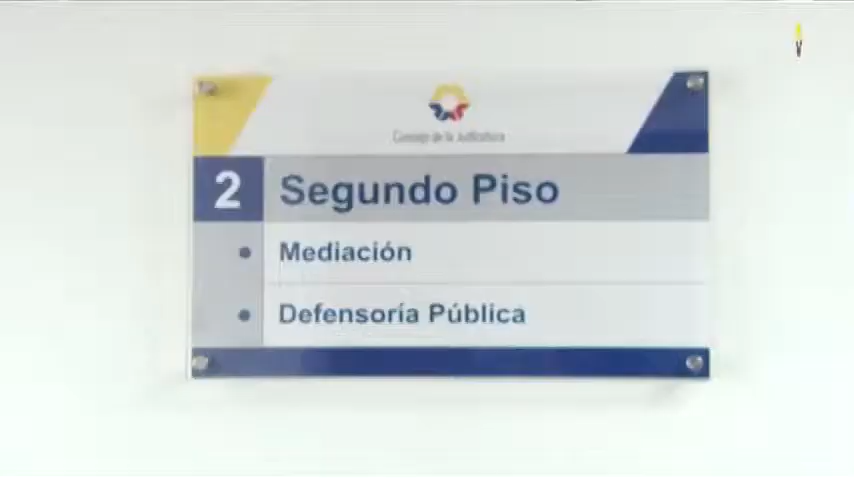 Consejo de la Judicatura
2 Segundo Piso
• Mediación
• Defensoría Pública